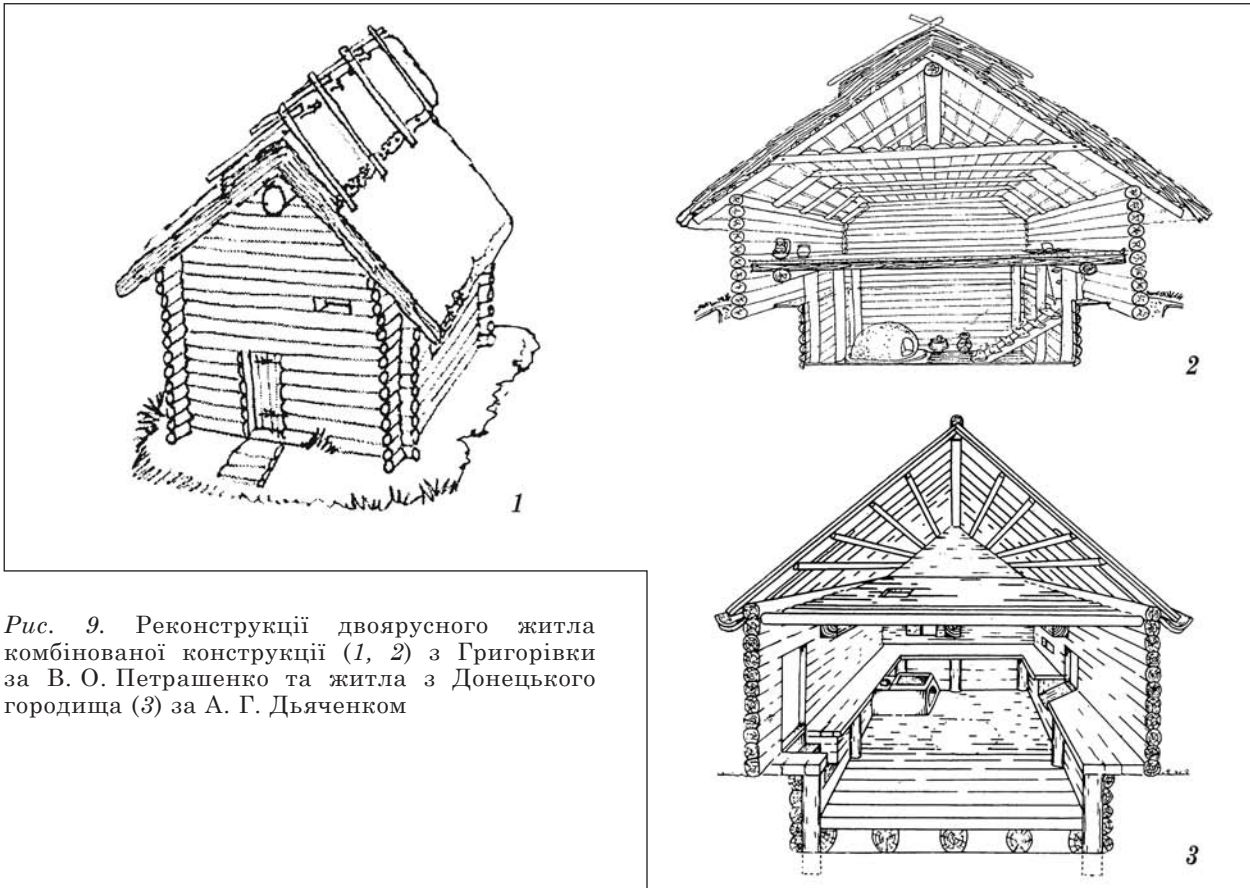 1
2
3
Рис. 9. Реконструкції двоярусного житла
комбінованої конструкції (1, 2) з Григорівки
за В. О. Петрашенко та житла з Донецького
городища (3) за А. Г. Дьяченком